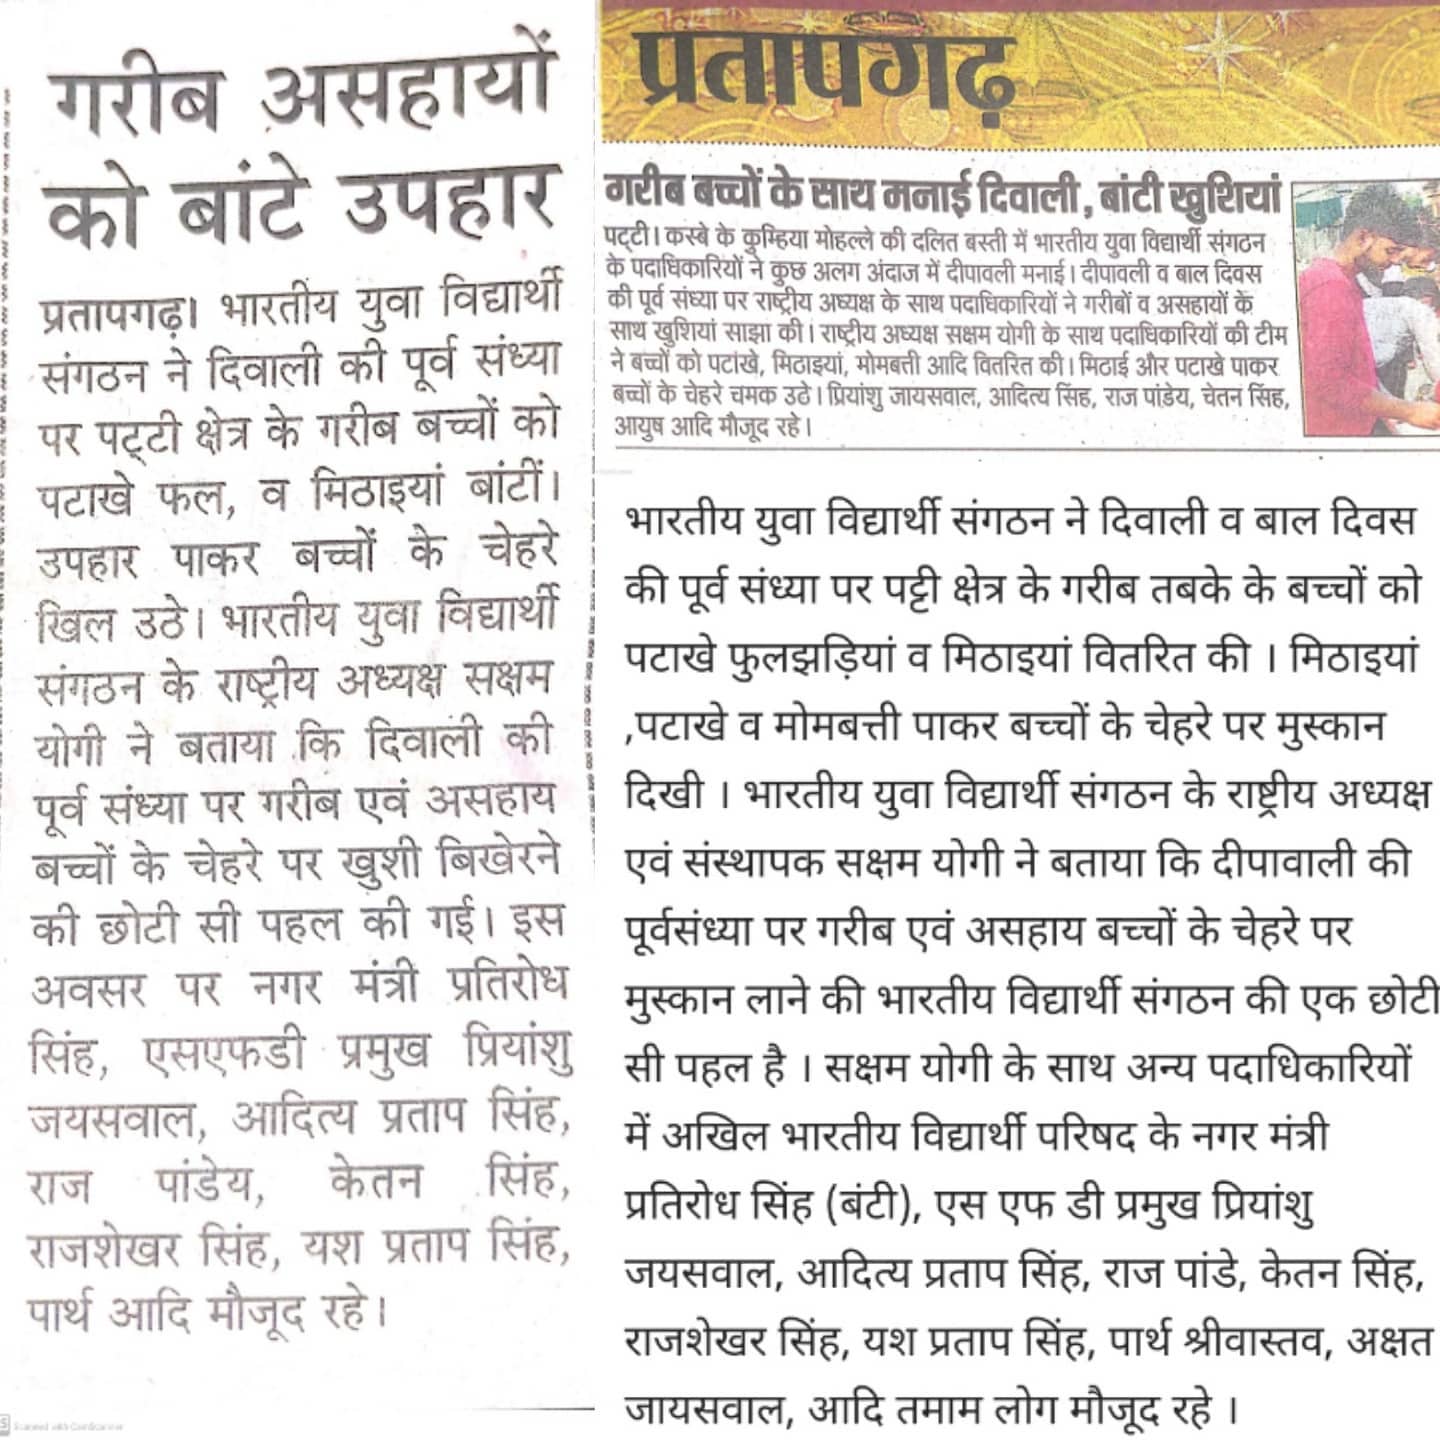 गरीब असहायों
को बांटे उपहार
प्रतापगढ़। भारतीय युवा विद्यार्थी
संगठन ने दिवाली की पूर्व संध्या
पर पट्टी क्षेत्र के गरीब बच्चों को
पटाखे फल, व मिठाइयां बांटीं।
उपहार पाकर बच्चों के चेहरे
खिल उठे। भारतीय युवा विद्यार्थी
संगठन के राष्ट्रीय अध्यक्ष सक्षम
योगी ने बताया कि दिवाली की
पूर्व संध्या पर गरीब एवं असहाय
बच्चों के चेहरे पर खुशी बिखेरने
की छोटी सी पहल की गई। इस
अवसर पर नगर मंत्री प्रतिरोध
सिंह, एसएफडी प्रमुख प्रियांशु
जयसवाल, आदित्य प्रताप सिंह,
राज पांडेय, केतन सिंह,
राजशेखर सिंह, यश प्रताप सिंह,
पार्थ आदि मौजूद रहे।
Scanned with CamScanner
प्रतापगढ़
गरीब बच्चों के साथ मनाई दिवाली, बांटी खुशियां
पट्टी। कस्बे के कुम्हिया मोहल्ले की दलित बस्ती में भारतीय युवा विद्यार्थी संगठन
के पदाधिकारियों ने कुछ अलग अंदाज में दीपावली मनाई। दीपावली व बाल दिवस
की पूर्व संध्या पर राष्ट्रीय अध्यक्ष के साथ पदाधिकारियों ने गरीबों व असहायों के
साथ खुशियां साझा की। राष्ट्रीय अध्यक्ष सक्षम योगी के साथ पदाधिकारियों की टीम
ने बच्चों को पटाखे, मिठाइयां, मोमबत्ती आदि वितरित की। मिठाई और पटाखे पाकर
बच्चों के चेहरे चमक उठे। प्रियांशु जायसवाल, आदित्य सिंह, राज पांडेय, चेतन सिंह,
आयुष आदि मौजूद रहे।
भारतीय युवा विद्यार्थी संगठन ने दिवाली व बाल दिवस
की पूर्व संध्या पर पट्टी क्षेत्र के गरीब तबके के बच्चों को
पटाखे फुलझड़ियां व मिठाइयां वितरित की । मिठाइयां
,पटाखे व मोमबत्ती पाकर बच्चों के चेहरे पर मुस्कान
दिखी । भारतीय युवा विद्यार्थी संगठन के राष्ट्रीय अध्यक्ष
एवं संस्थापक सक्षम योगी ने बताया कि दीपावाली की
पूर्वसंध्या पर गरीब एवं असहाय बच्चों के चेहरे पर
मुस्कान लाने की भारतीय विद्यार्थी संगठन की एक छोटी
सी पहल है । सक्षम योगी के साथ अन्य पदाधिकारियों
में अखिल भारतीय विद्यार्थी परिषद के नगर मंत्री
प्रतिरोध सिंह (बंटी), एस एफ डी प्रमुख प्रियांशु
जयसवाल, आदित्य प्रताप सिंह, राज पांडे, केतन सिंह,
राजशेखर सिंह, यश प्रताप सिंह, पार्थ श्रीवास्तव, अक्षत
जायसवाल, आदि तमाम लोग मौजूद रहे ।